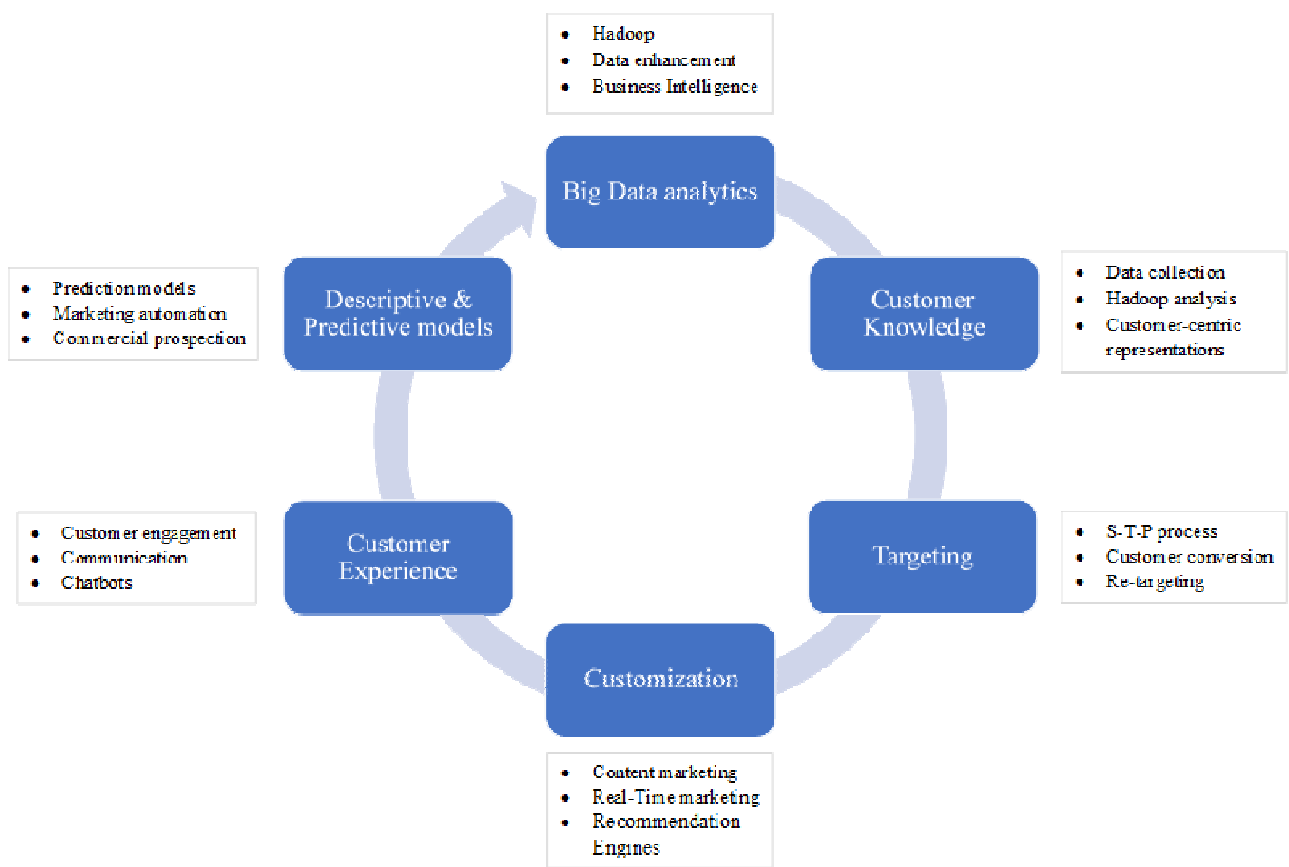 ● Hadoop
● Data enhancement
● Business Intelligence
Big Data analytics
Customer
Knowledge
● Data collection
● Hadoop analysis
● Customer-centric
representations
Targeting
● S-T-P process
● Customer conversion
● Re-targeting
Customization
● Content marketing
● Real-Time marketing
● Recommendation
Engines
Customer
Experience
● Customer engagement
● Communication
● Chatbots
Descriptive &
Predictive models
● Prediction models
● Marketing automation
● Commercial prospection